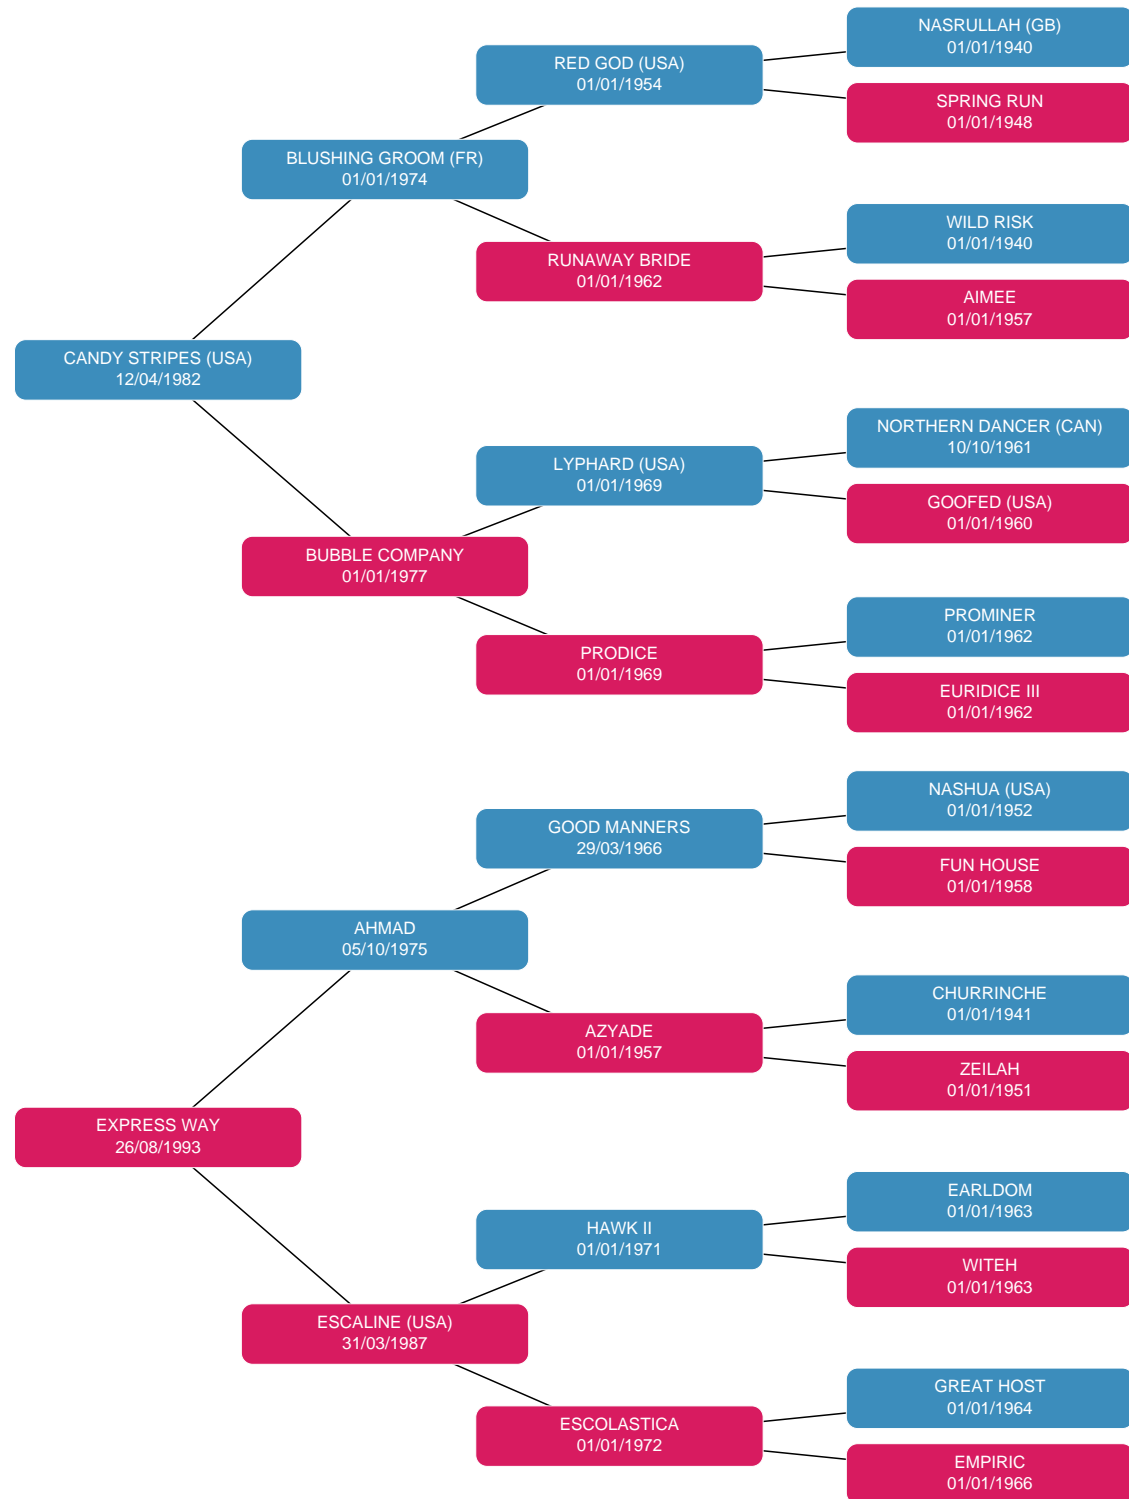 NASRULLAH (GB)
01/01/1940
RED GOD (USA)
01/01/1954
SPRING RUN
01/01/1948
BLUSHING GROOM (FR)
01/01/1974
WILD RISK
01/01/1940
RUNAWAY BRIDE
01/01/1962
AIMEE
01/01/1957
CANDY STRIPES (USA)
12/04/1982
NORTHERN DANCER (CAN)
10/10/1961
LYPHARD (USA)
01/01/1969
GOOFED (USA)
01/01/1960
BUBBLE COMPANY
01/01/1977
PROMINER
01/01/1962
PRODICE
01/01/1969
EURIDICE III
01/01/1962
NASHUA (USA)
01/01/1952
GOOD MANNERS
29/03/1966
FUN HOUSE
01/01/1958
AHMAD
05/10/1975
CHURRINCHE
01/01/1941
AZYADE
01/01/1957
ZEILAH
01/01/1951
EXPRESS WAY
26/08/1993
EARLDOM
01/01/1963
HAWK II
01/01/1971
WITEH
01/01/1963
ESCALINE (USA)
31/03/1987
GREAT HOST
01/01/1964
ESCOLASTICA
01/01/1972
EMPIRIC
01/01/1966